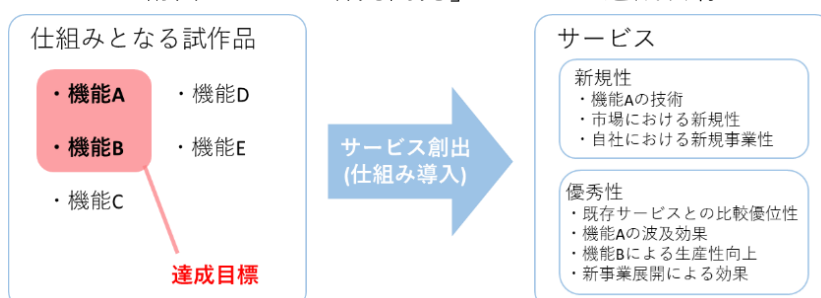 仕組みとなる試作品
・機能A
・機能D
・機能B
・機能E
・機能C
達成目標
サービス創出
(仕組み導入)
サービス
新規性
・機能Aの技術
・市場における新規性
・自社における新規事業性
優秀性
・既存サービスとの比較優位性
・機能Aの波及効果
・機能Bによる生産性向上
・新事業展開による効果